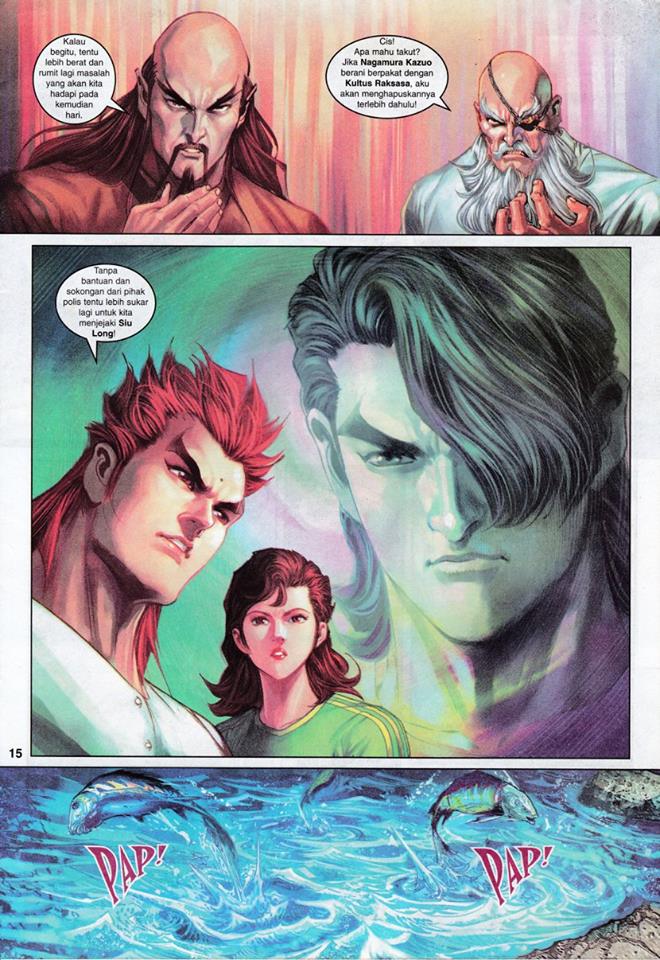 Kalau
begitu, tentu
lebih berat dan
rumit lagi masalah
yang akan kita
hadapi pada
kemudian
hari.
Cis!
Apa mahu takut?
Jika Nagamura Kazuo
berani berpakat dengan
Kultus Raksasa, aku
akan menghapuskannya
terlebih dahulu!
Tanpa
bantuan dan
sokongan dari pihak
polis tentu lebih sukar
lagi untuk kita
menjejaki Siu
Long!
15
PAP!
PAP!